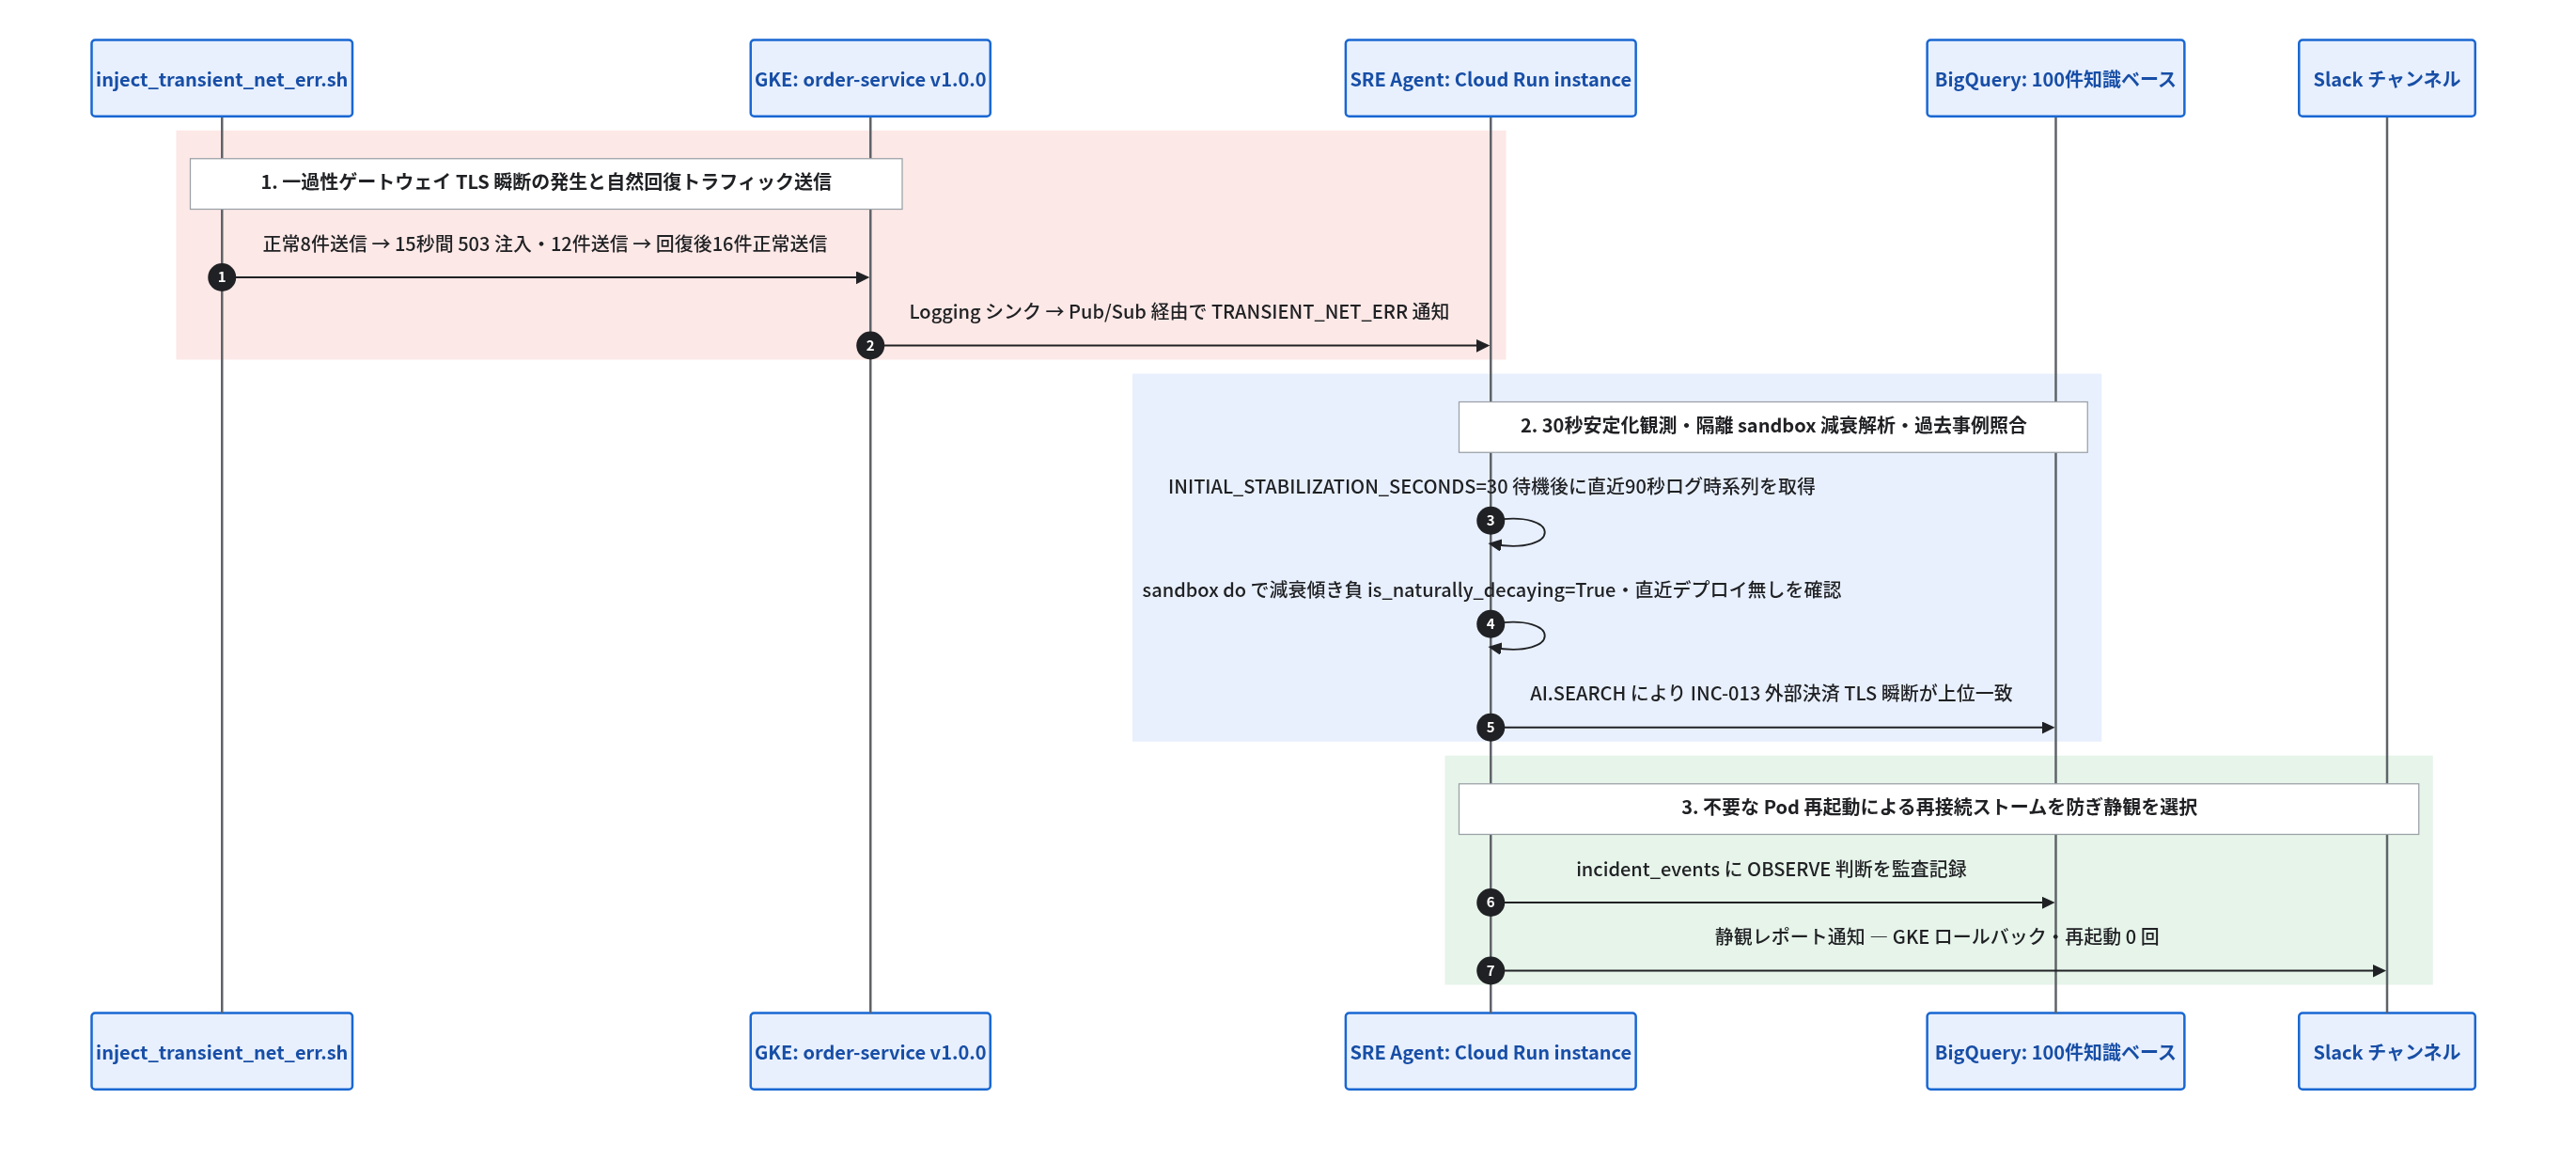 inject_transient_net_err.sh
GKE: order-service v1.0.0
SRE Agent: Cloud Run instance
BigQuery: 100件知識ベース
Slack チャンネル
1. 一過性ゲートウェイ TLS 瞬断の発生と自然回復トラフィック送信
正常8件送信 → 15秒間 503 注入・12件送信 → 回復後16件正常送信
1
Logging シンク → Pub/Sub 経由で TRANSIENT_NET_ERR 通知
2
2. 30秒安定化観測・隔離 sandbox 減衰解析・過去事例照合
INITIAL_STABILIZATION_SECONDS=30 待機後に直近90秒ログ時系列を取得
3
sandbox do で減衰傾き負 is_naturally_decaying=True・直近デプロイ無しを確認
4
AI.SEARCH により INC-013 外部決済 TLS 瞬断が上位一致
5
3. 不要な Pod 再起動による再接続ストームを防ぎ静観を選択
incident_events に OBSERVE 判断を監査記録
6
静観レポート通知 — GKE ロールバック・再起動 0 回
7
inject_transient_net_err.sh
GKE: order-service v1.0.0
SRE Agent: Cloud Run instance
BigQuery: 100件知識ベース
Slack チャンネル